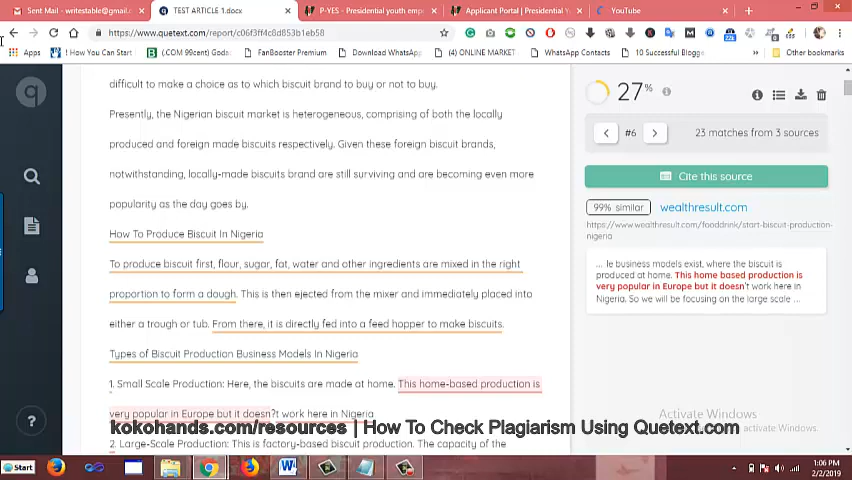 Sent Mail - writestable@gmail.c
TEST ARTICLE 1.docx
P-YES - Presidential youth emp
Applicant Portal | Presidential Y
YouTube
https://www.quetext.com/report/c06f3ff4c8d853b1eb58
Apps
! How You Can Start
(.COM 99cent) Gods
FanBooster Premium
Download WhatsApp
(4) ONLINE MARKET
WhatsApp Contacts
10 Successful Blogge
Other bookmarks
difficult to make a choice as to which biscuit brand to buy or not to buy.
Presently, the Nigerian biscuit market is heterogeneous, comprising of both the locally
produced and foreign made biscuits respectively. Given these foreign biscuit brands,
notwithstanding, locally-made biscuits brand are still surviving and are becoming even more
popularity as the day goes by.
How To Produce Biscuit In Nigeria
To produce biscuit first, flour, sugar, fat, water and other ingredients are mixed in the right
proportion to form a dough. This is then ejected from the mixer and immediately placed into
either a trough or tub. From there, it is directly fed into a feed hopper to make biscuits.
Types of Biscuit Production Business Models In Nigeria
1. Small Scale Production: Here, the biscuits are made at home. This home-based production is
very popular in Europe but it doesn?t work here in Nigeria
2. Large-Scale Production: This is factory-based biscuit production. The capacity of the
27%
#6
23 matches from 3 sources
Cite this source
99% similar
wealthresult.com
https://www.wealthresult.com/fooddrink/start-biscuit-production-
nigeria
... le business models exist, where the biscuit is
produced at home. This home based production is
very popular in Europe but it doesn't work here in
Nigeria. So we will be focusing on the large scale ...
Activate Windows
activate Windows.
kokohands.com/resources | How To Check Plagiarism Using Quetext.com
Start
1:06 PM
2/2/2019